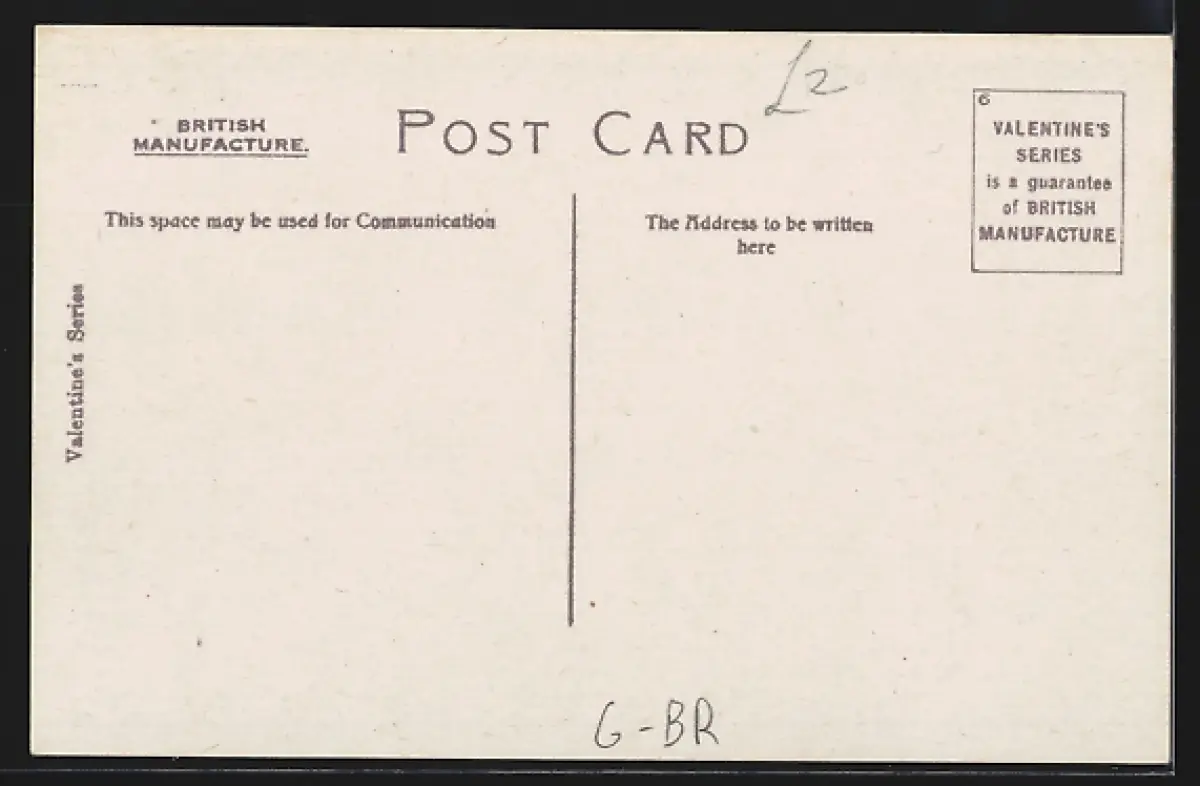 £2
BRITISH
MANUFACTURE.
POST CARD
6
VALENTINE'S
SERIES
is a guarantee
of BRITISH
MANUFACTURE
This space may be used for Communication
The Address to be written
here
Valentine's Series
G-BR